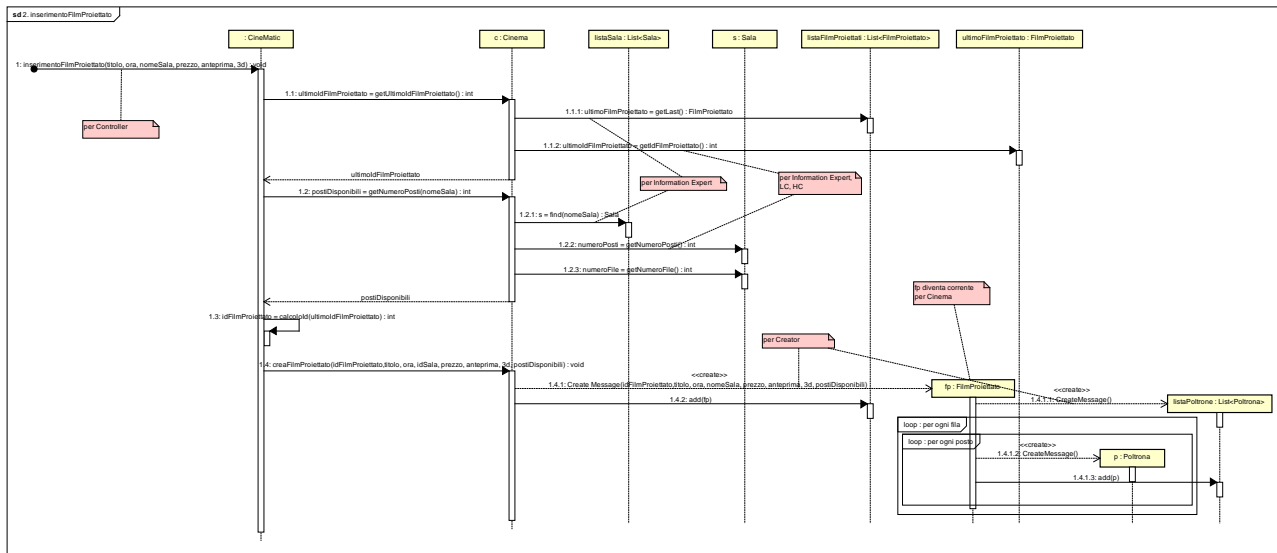 sd 2. inserimentoFilmProiettato
: CineMatic
c : Cinema
listaSala : List<Sala>
s : Sala
listaFilmProiettati : List<FilmProiettato>
ultimoFilmProiettato : FilmProiettato
1: inserimentoFilmProiettato(titolo, ora, nomeSala, prezzo, anteprima, 3d) : void
1.1: ultimoIdFilmProiettato = getUltimoIdFilmProiettato() : int
1.1.1: ultimoFilmProiettato = getLast() : FilmProiettato
per Controller
1.1.2: ultimoIdFilmProiettato = getIdFilmProiettato() : int
ultimoIdFilmProiettato
per Information Expert
per Information Expert,
LC, HC
1.2: postiDisponibili = getNumeroPosti(nomeSala) : int
1.2.1: s = find(nomeSala) : Sala
1.2.2: numeroPosti = getNumeroPosti() : int
1.2.3: numeroFile = getNumeroFile() : int
fp diventa corrente
per Cinema
postiDisponibili
1.3: idFilmProiettato = calcoloId(ultimoIdFilmProiettato) : int
per Creator
1.4: creaFilmProiettato(idFilmProiettato,titolo, ora, idSala, prezzo, anteprima, 3d, postiDisponibili) : void
<<create>>
1.4.1: Create Message(idFilmProiettato,titolo, ora, nomeSala, prezzo, anteprima, 3d, postiDisponibili)
fp : FilmProiettato
<<create>>
1.4.1.1: CreateMessage()
listaPoltrone : List<Poltrona>
1.4.2: add(fp)
loop : per ogni fila
loop : per ogni posto
<<create>>
1.4.1.2: CreateMessage()
p : Poltrona
1.4.1.3: add(p)